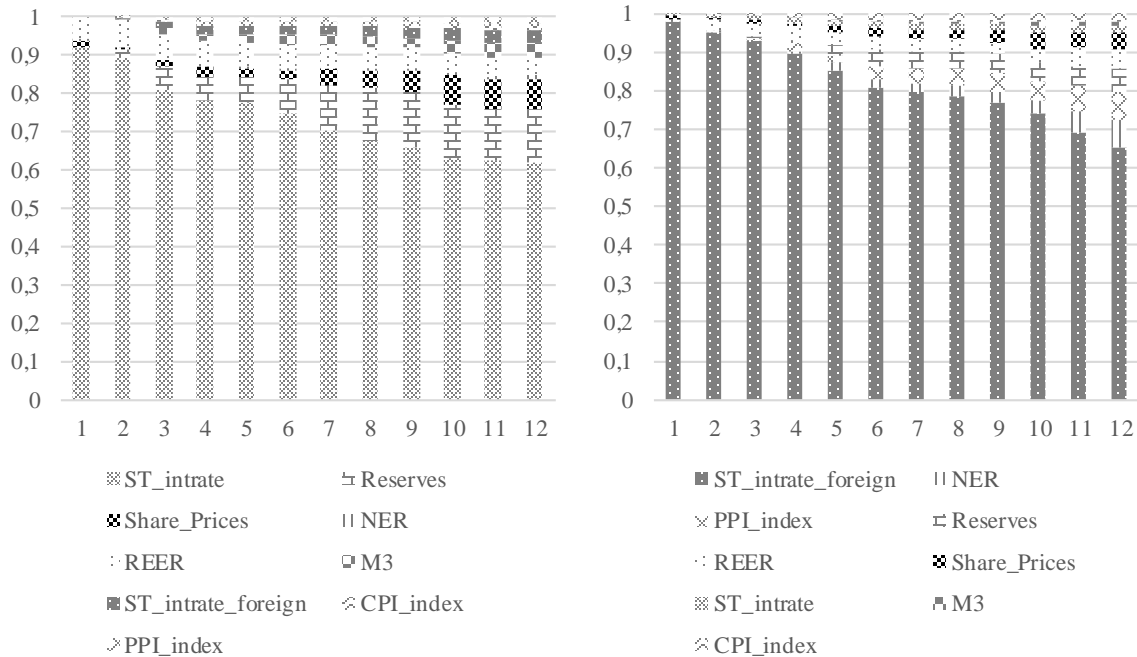 1
0,9
0,8
0,7
0,6
0,5
0,4
0,3
0,2
0,1
0
1 2 3 4 5 6 7 8 9 10 11 12
ST_intrate Reserves
Share_Prices NER
REER M3
ST_intrate_foreign CPI_index
PPI_index
1
0,9
0,8
0,7
0,6
0,5
0,4
0,3
0,2
0,1
0
1 2 3 4 5 6 7 8 9 10 11 12
ST_intrate_foreign NER
PPI_index Reserves
REER Share_Prices
ST_intrate M3
CPI_index